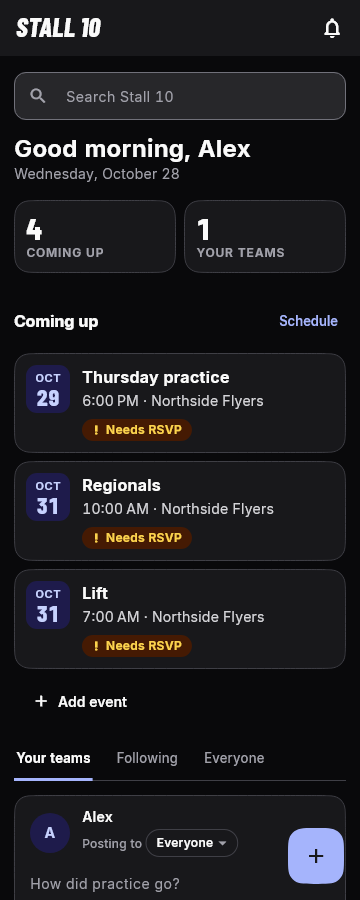 STALL 10
Search Stall 10
Good morning, Alex
Wednesday, October 28
4
COMING UP
1
YOUR TEAMS
Coming up
Schedule
OCT
29
Thursday practice
6:00 PM · Northside Flyers
! Needs RSVP
OCT
31
Regionals
10:00 AM · Northside Flyers
! Needs RSVP
OCT
31
Lift
7:00 AM · Northside Flyers
! Needs RSVP
+ Add event
Your teams
Following
Everyone
A
Alex
Posting to Everyone
How did practice go?
+